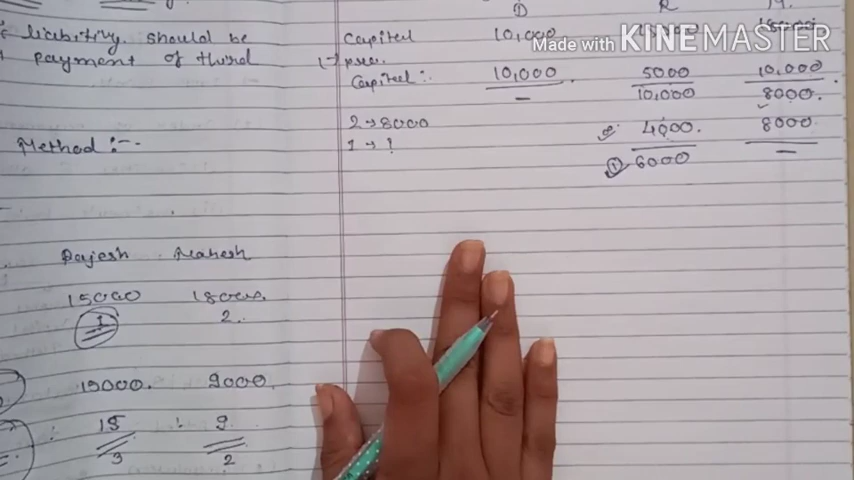 liability should be
payment of third
Method :--
Rajesh Mahesh
15000 18000.
1 2
15000. 9000
: 15 : 9
3 2
D R M.
Capital 10,000 18000
(-)
Capital :- 10,000 5000 10,000
— 10,000 8000.
2 → 8000
1 → ?
4000. 8000
① 6000 —
Made with KINEMASTER